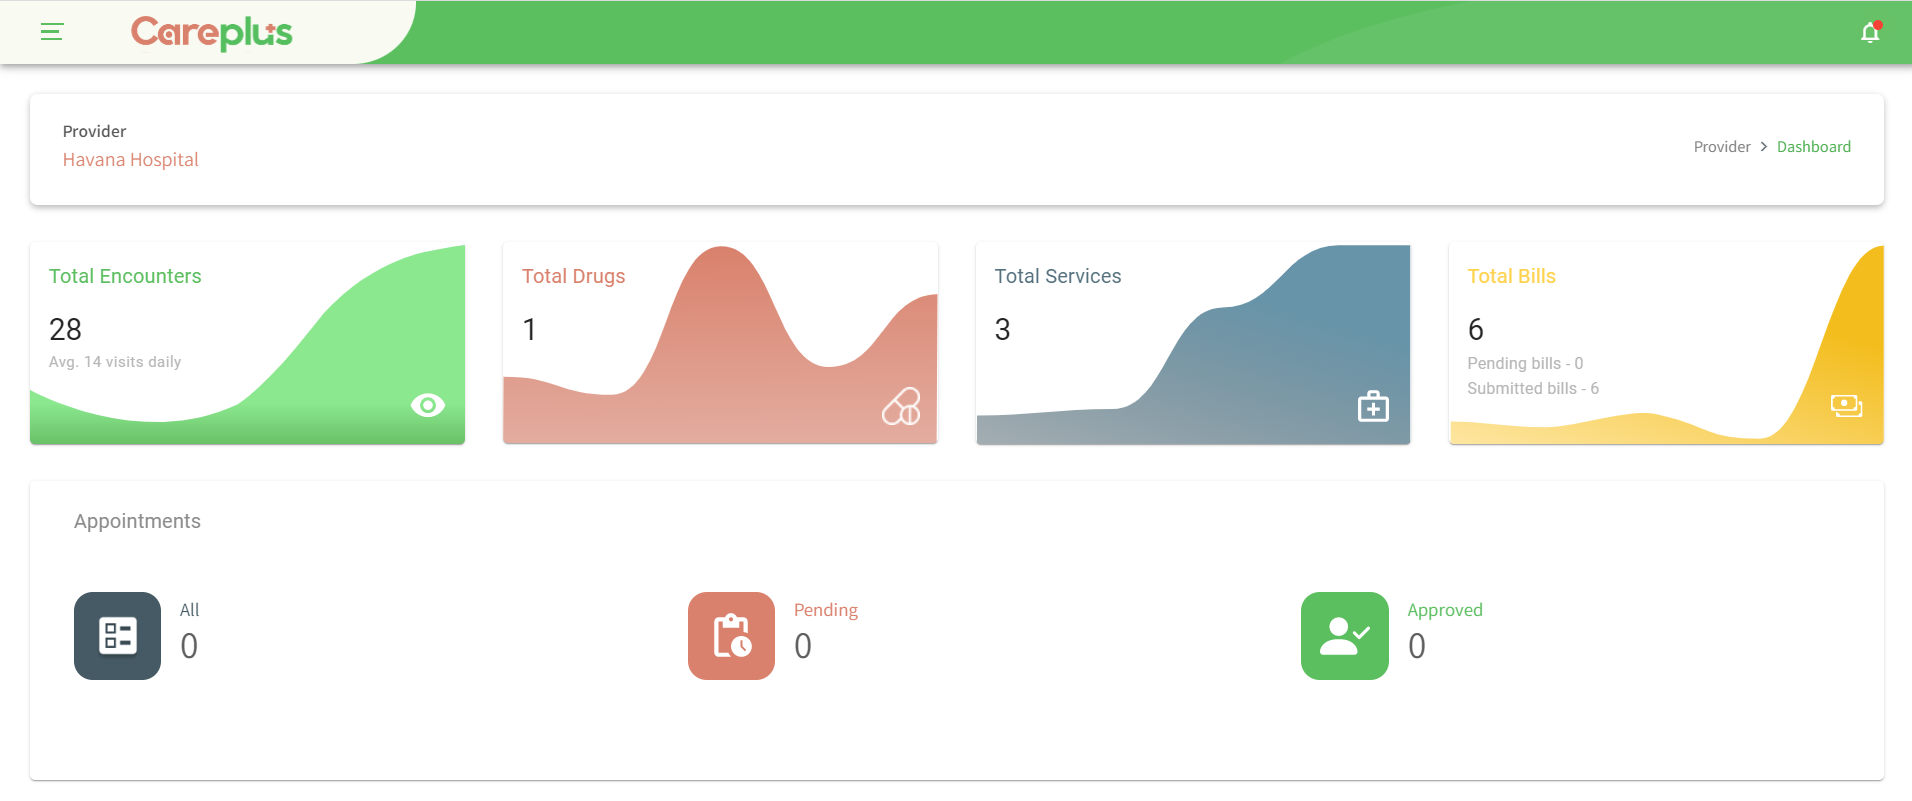 Careplus
Provider
Havana Hospital
Provider > Dashboard
Total Encounters
28
Avg. 14 visits daily
Total Drugs
1
Total Services
3
Total Bills
6
Pending bills - 0
Submitted bills - 6
Appointments
All
0
Pending
0
Approved
0